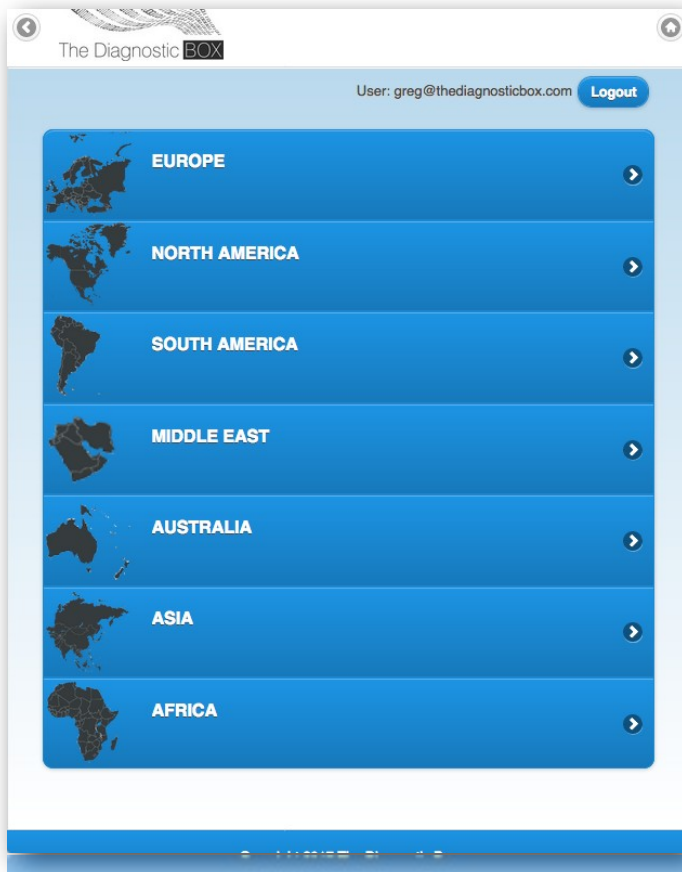 The Diagnostic BOX
User: greg@thediagnosticbox.com Logout
EUROPE
NORTH AMERICA
SOUTH AMERICA
MIDDLE EAST
AUSTRALIA
ASIA
AFRICA